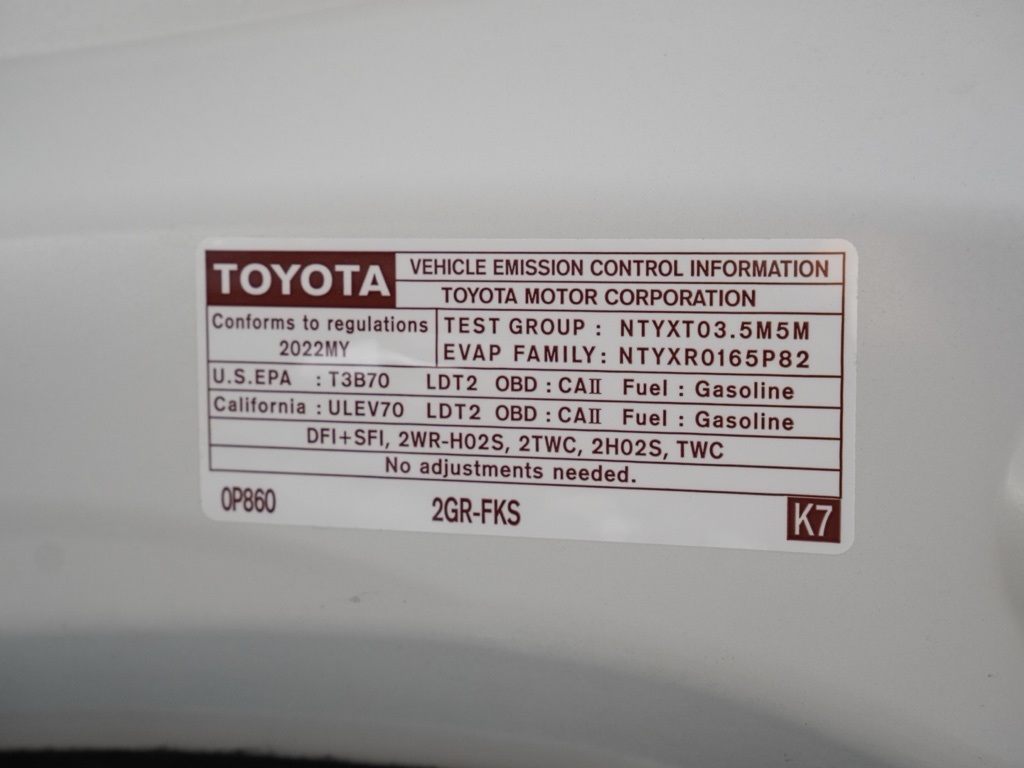 TOYOTA
VEHICLE EMISSION CONTROL INFORMATION
TOYOTA MOTOR CORPORATION
Conforms to regulations
2022MY
TEST GROUP : NTYXT03.5M5M
EVAP FAMILY: NTYXR0165P82
U.S.EPA : T3B70 LDT2 OBD : CAII Fuel : Gasoline
California : ULEV70 LDT2 OBD : CAII Fuel : Gasoline
DFI+SFI, 2WR-HO2S, 2TWC, 2HO2S, TWC
No adjustments needed.
0P860 2GR-FKS K7